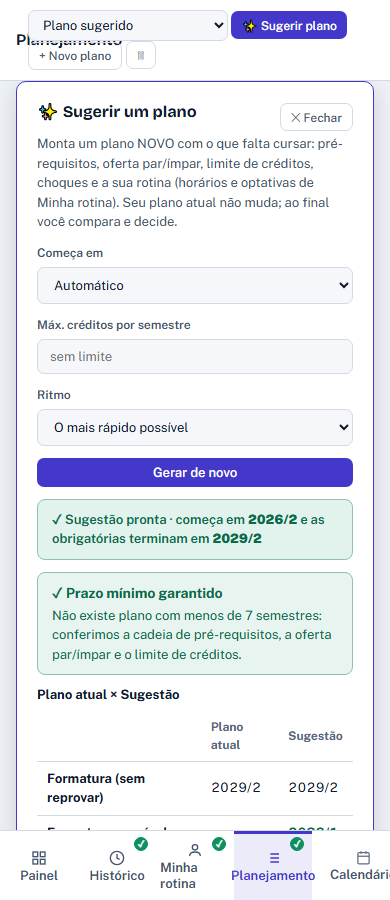 Plano sugerido
Sugerir plano
Planejamento
+ Novo plano
Sugerir um plano
Fechar
Monta um plano NOVO com o que falta cursar: pré-
requisitos, oferta par/ímpar, limite de créditos,
choques e a sua rotina (horários e optativas de
Minha rotina). Seu plano atual não muda; ao final
você compara e decide.
Começa em
Automático
Máx. créditos por semestre
sem limite
Ritmo
O mais rápido possível
Gerar de novo
✓ Sugestão pronta · começa em 2026/2 e as
obrigatórias terminam em 2029/2
✓ Prazo mínimo garantido
Não existe plano com menos de 7 semestres:
conferimos a cadeia de pré-requisitos, a oferta
par/ímpar e o limite de créditos.
Plano atual × Sugestão
Plano
atual
Sugestão
Formatura (sem
reprovar)
2029/2
2029/2
Painel
Histórico
Minha
rotina
Planejamento
Calendári